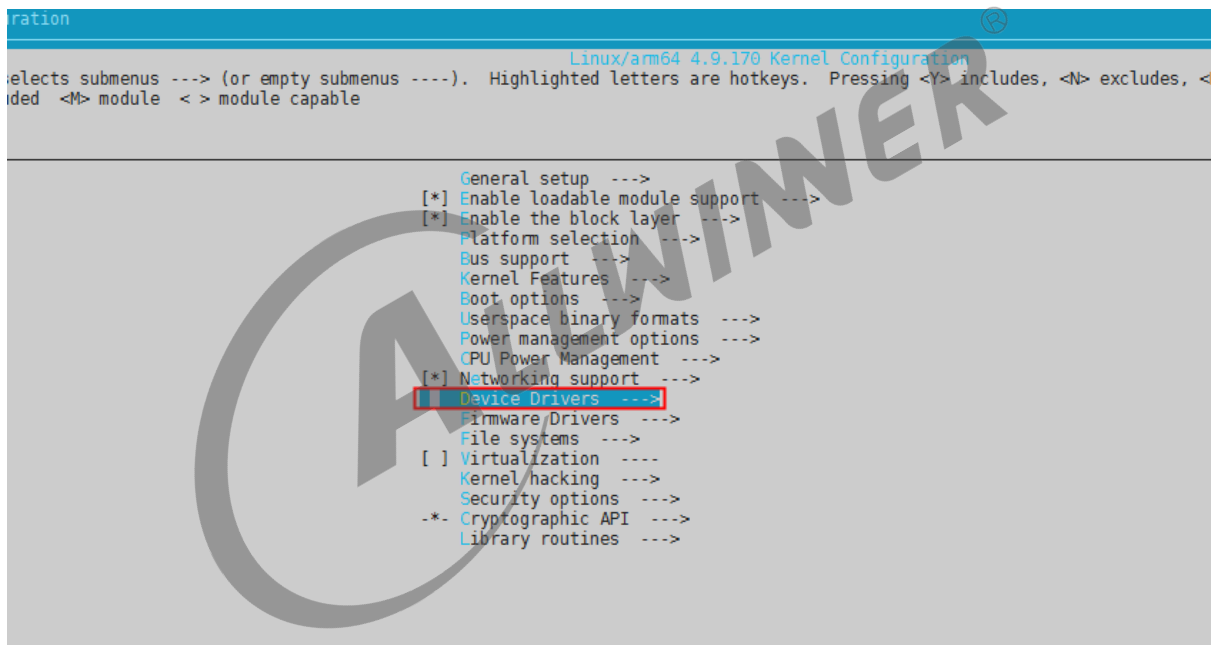 uration
Linux/arm64 4.9.170 Kernel Configuration
selects submenus ---> (or empty submenus ----).  Highlighted letters are hotkeys.  Pressing <Y> includes, <N> excludes, <
uded  <M> module  < > module capable
General setup  --->
[*] Enable loadable module support  --->
[*] Enable the block layer  --->
Platform selection  --->
Bus support  --->
Kernel Features  --->
Boot options  --->
Userspace binary formats  --->
Power management options  --->
CPU Power Management  --->
[*] Networking support  --->
Device Drivers  --->
Firmware Drivers  --->
File systems  --->
[ ] Virtualization  ----
Kernel hacking  --->
Security options  --->
-*- Cryptographic API  --->
Library routines  --->
ALLWINNER®